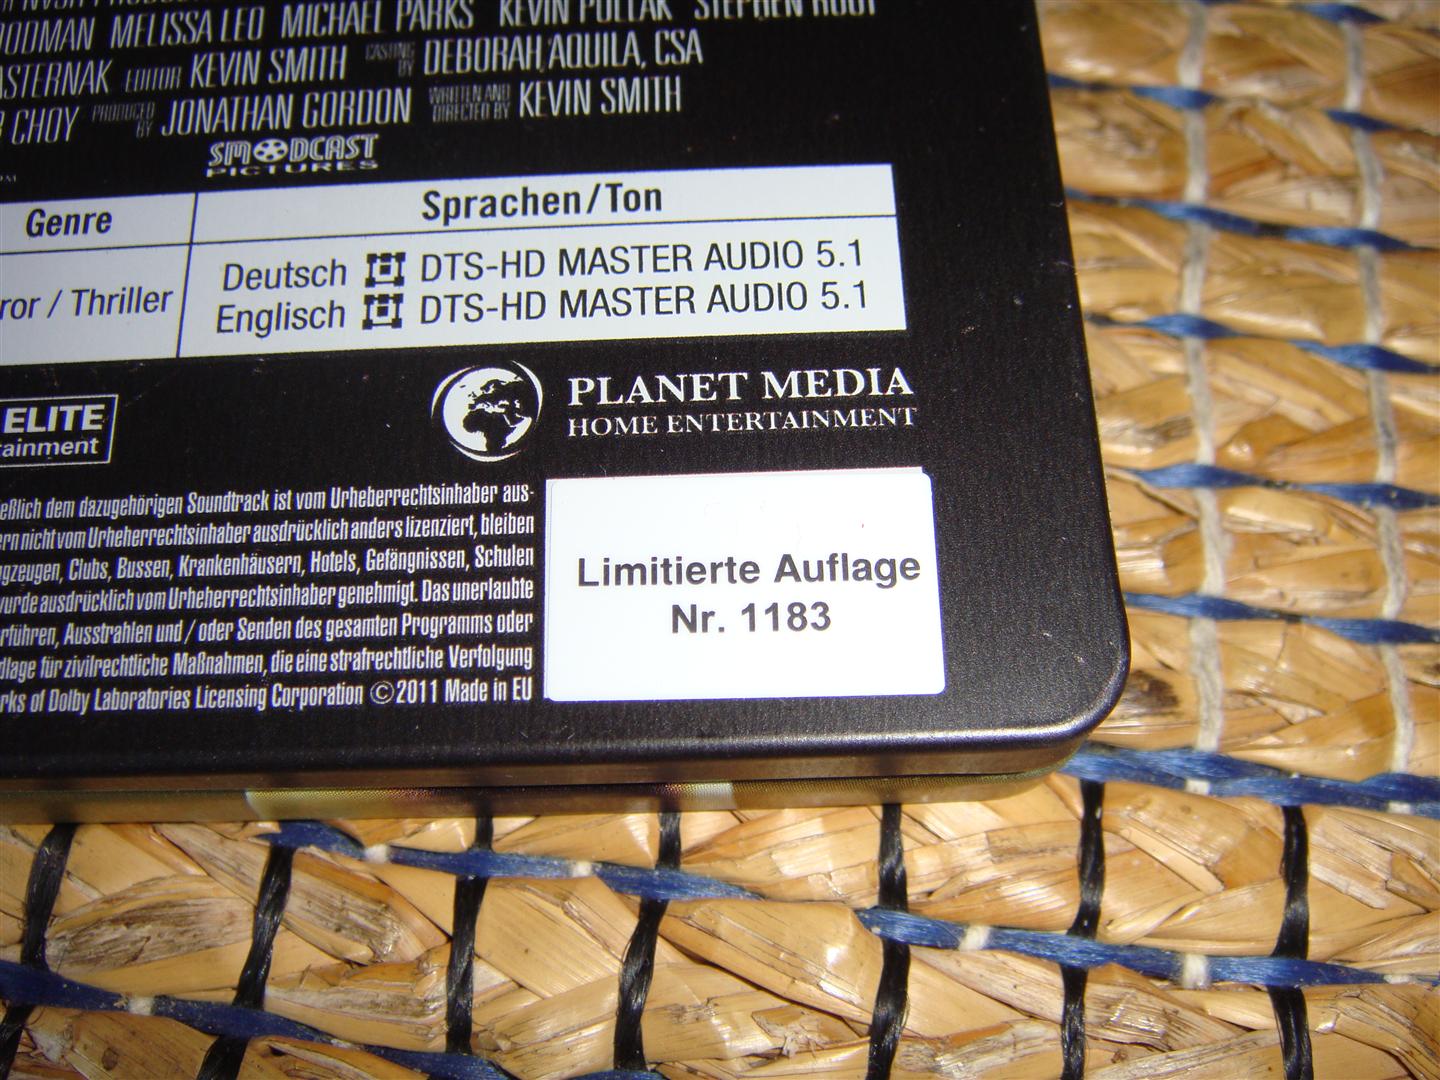 OODMAN MELISSA LEO MICHAEL PARKS KEVIN POLLAK STEPHEN ROOT
ASTERNAK EDITOR KEVIN SMITH CASTING BY DEBORAH AQUILA, CSA
CHOY PRODUCED BY JONATHAN GORDON WRITTEN AND DIRECTED BY KEVIN SMITH
SMODCAST
PICTURES
Genre Sprachen/Ton
ror / Thriller
Deutsch DTS-HD MASTER AUDIO 5.1
Englisch DTS-HD MASTER AUDIO 5.1
ELITE
tainment
PLANET MEDIA
HOME ENTERTAINMENT
eßlich dem dazugehörigen Soundtrack ist vom Urheberrechtsinhaber aus-
ern nicht vom Urheherrechtsinhaber ausdrücklich anders lizenziert, bleiben
gzeugen, Clubs, Bussen, Krankenhäusern, Hotels, Gefängnissen, Schulen
wurde ausdrücklich vom Urheherrechtsinhaber genehmigt. Das unerlaubte
rführen, Ausstrahlen und / oder Senden des gesamten Programms oder
dlage für zivilrechtliche Maßnahmen, die eine strafrechtliche Verfolgung
rks of Dolby Laboratories Licensing Corporation © 2011 Made in EU
Limitierte Auflage
Nr. 1183